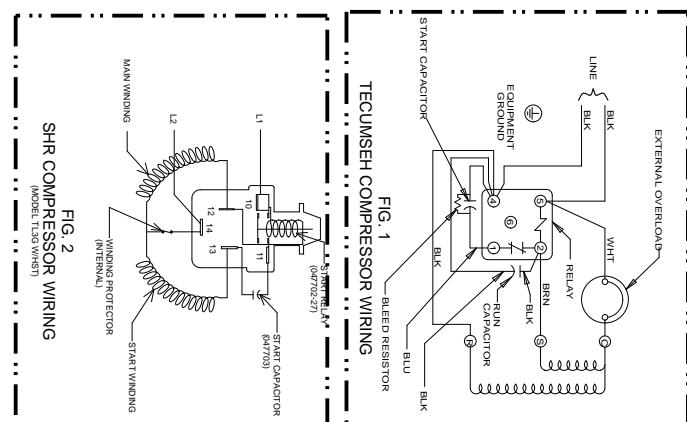 LINE
BLK
BLK
EQUIPMENT
GROUND
START CAPACITOR
EXTERNAL OVERLOAD
WHT
RELAY
5
4
6
2
1
BRN
BLK
RUN
CAPACITOR
BLEED RESISTOR
BLK
BLU
BLK
C
S
R
FIG. 1
TECUMSEH COMPRESSOR WIRING
START RELAY
(047702-27)
START CAPACITOR
(047703)
L1
L2
10
11
12
14
13
MAIN WINDING
START WINDING
WINDING PROTECTOR
(INTERNAL)
FIG. 2
SHR COMPRESSOR WIRING
(MODEL TL3G W/HST)